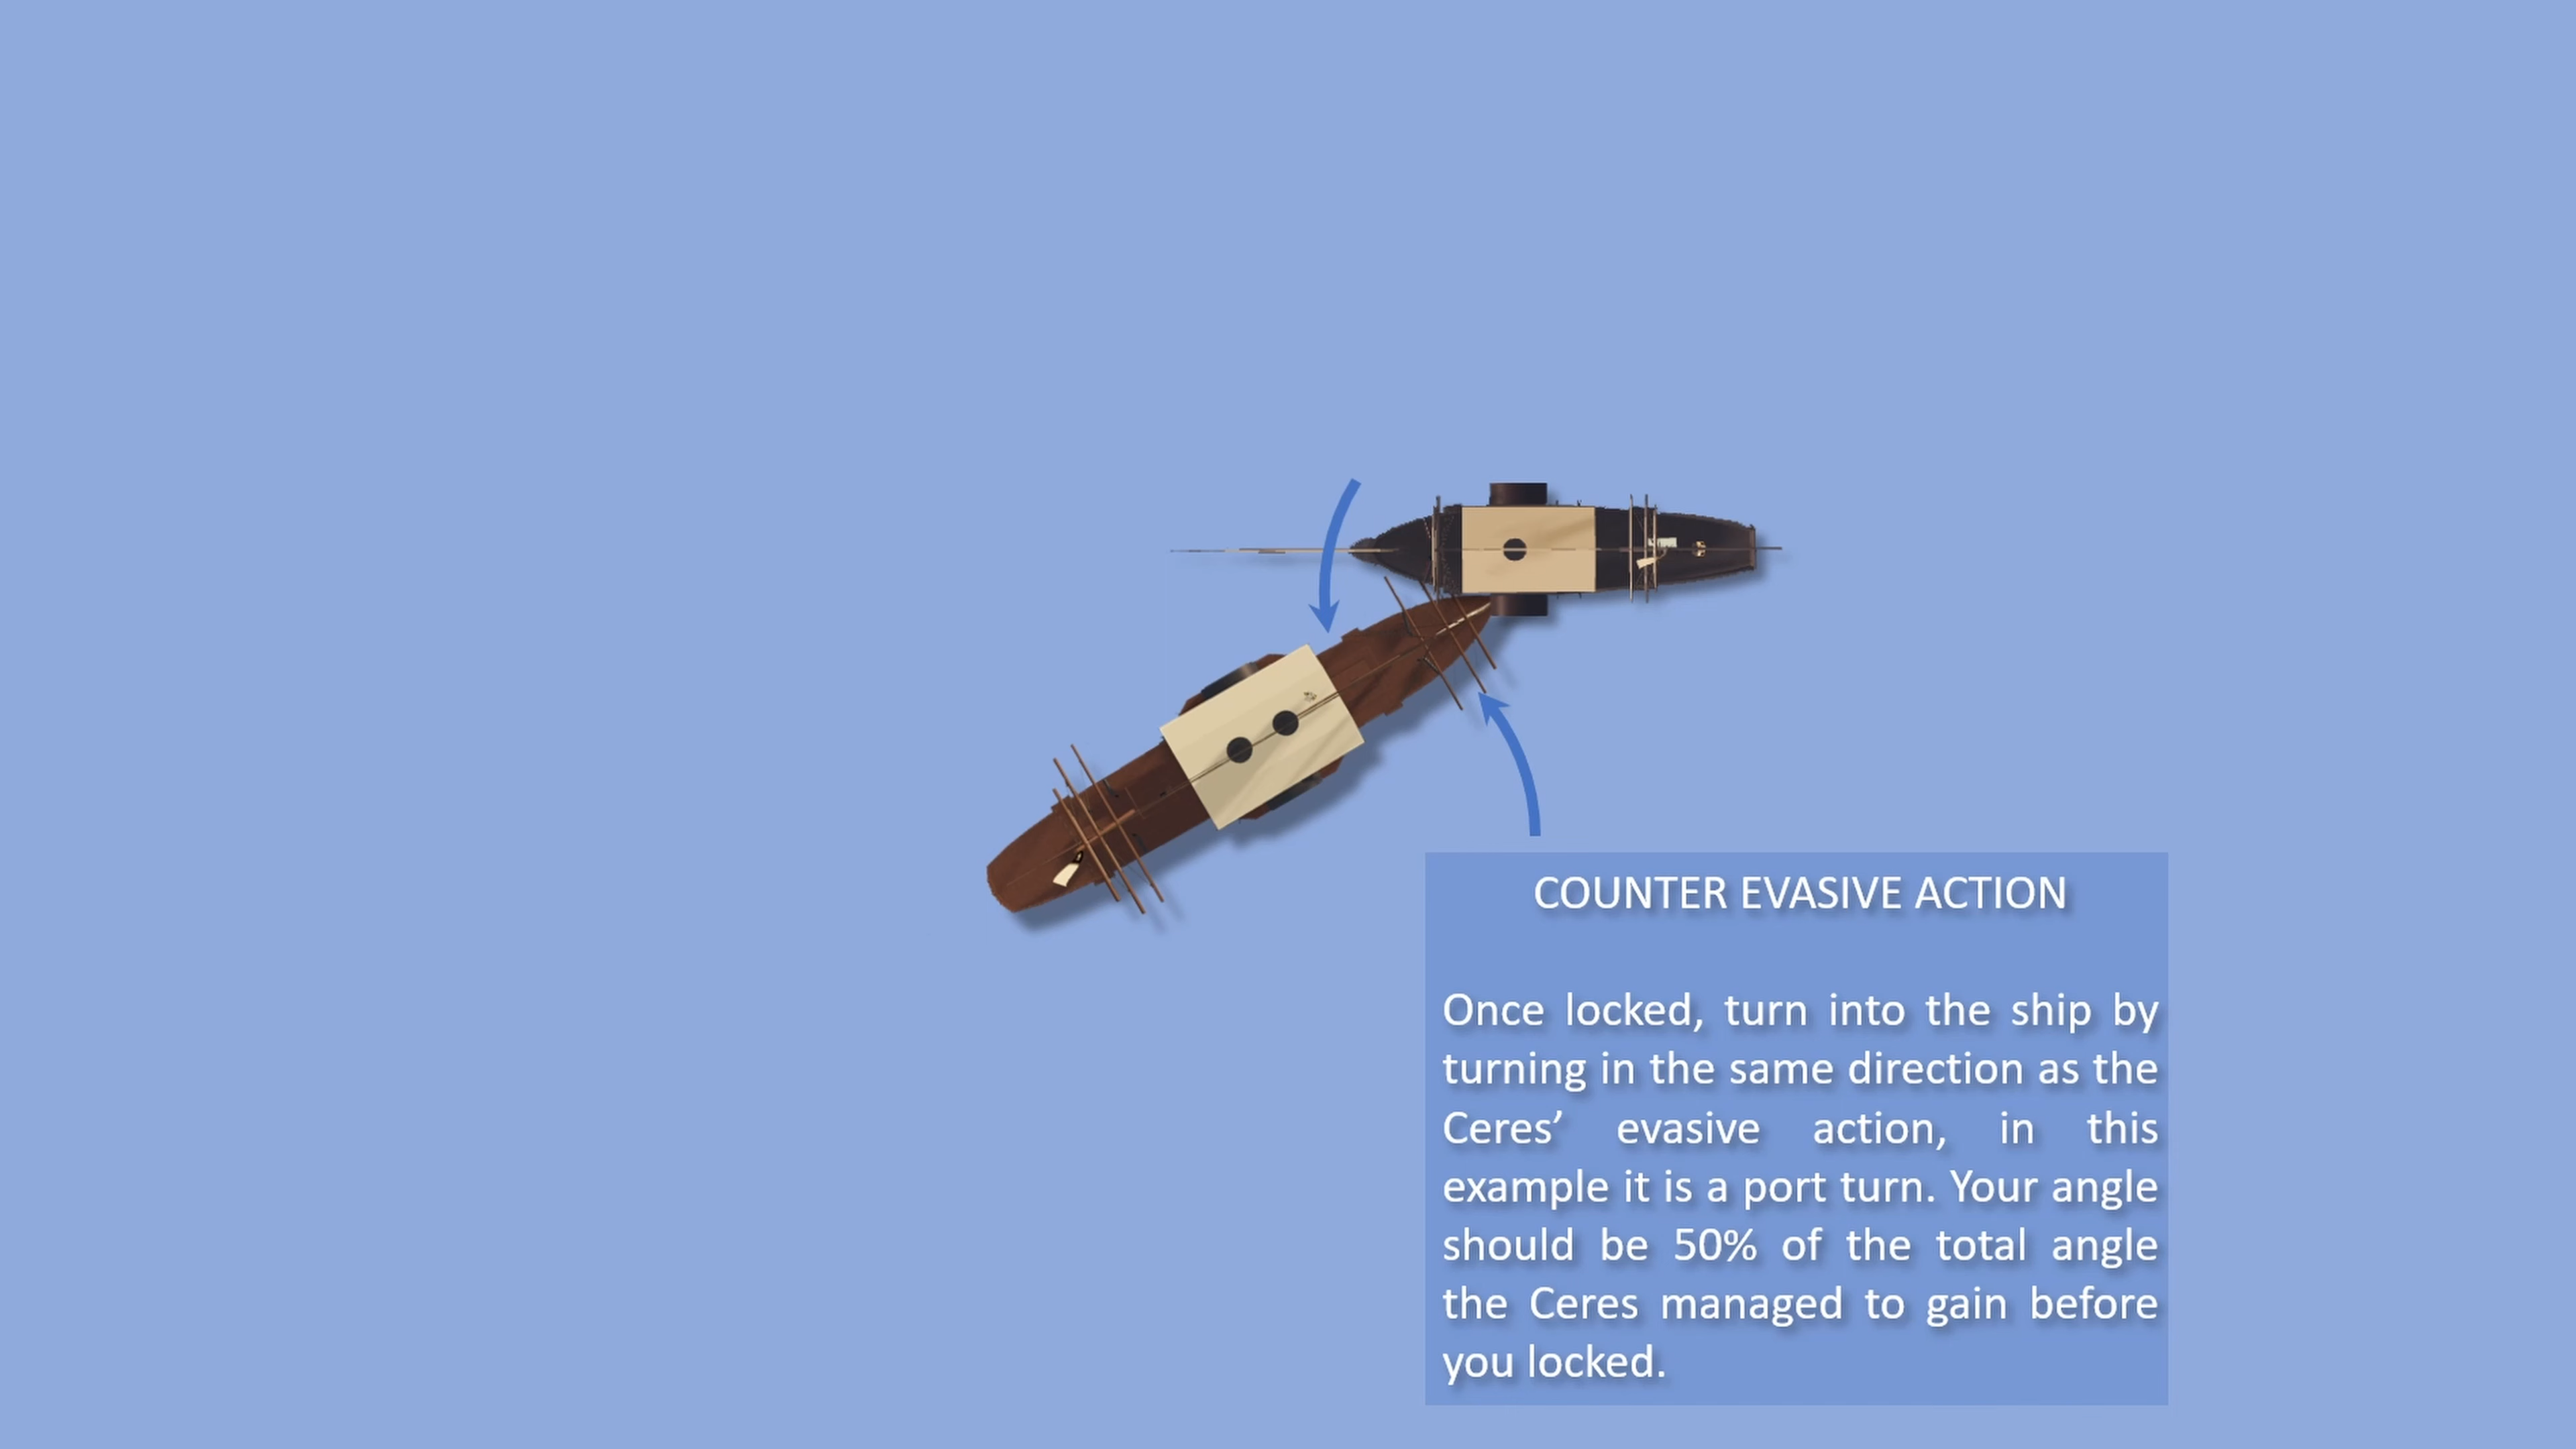 COUNTER EVASIVE ACTION
Once locked, turn into the ship by
turning in the same direction as the
Ceres’ evasive action, in this
example it is a port turn. Your angle
should be 50% of the total angle
the Ceres managed to gain before
you locked.